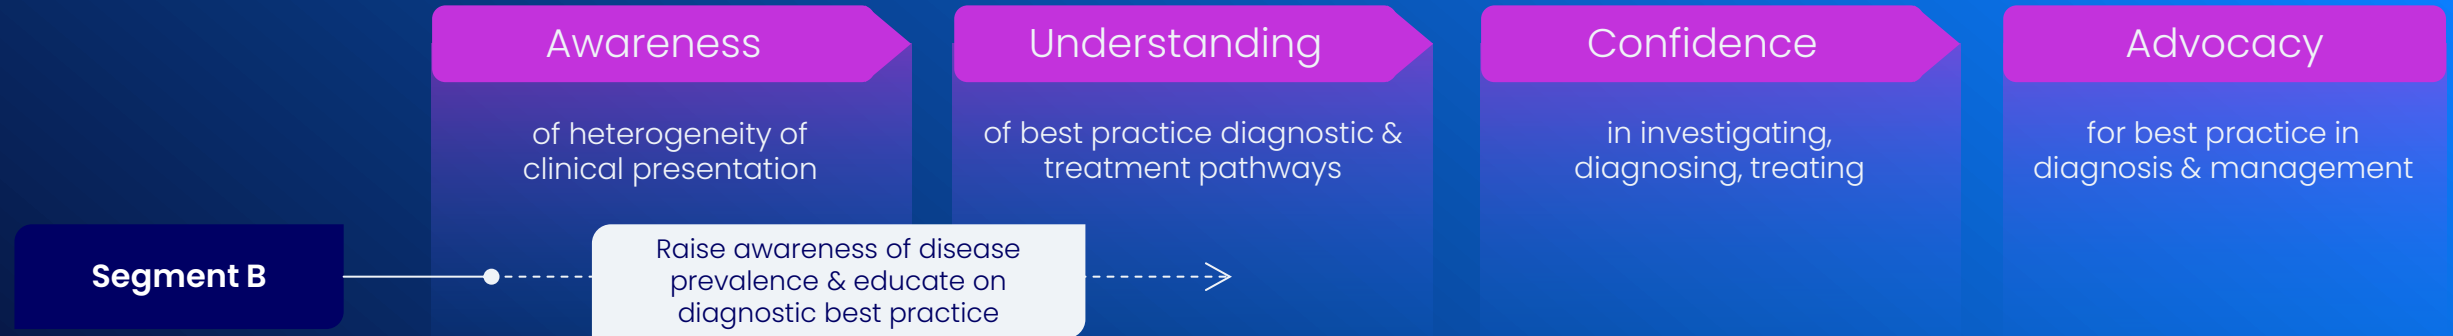 Awareness
Understanding
Confidence
Advocacy
of heterogeneity of
clinical presentation
of best practice diagnostic &
treatment pathways
in investigating,
diagnosing, treating
for best practice in
diagnosis & management
Segment B
Raise awareness of disease
prevalence & educate on
diagnostic best practice